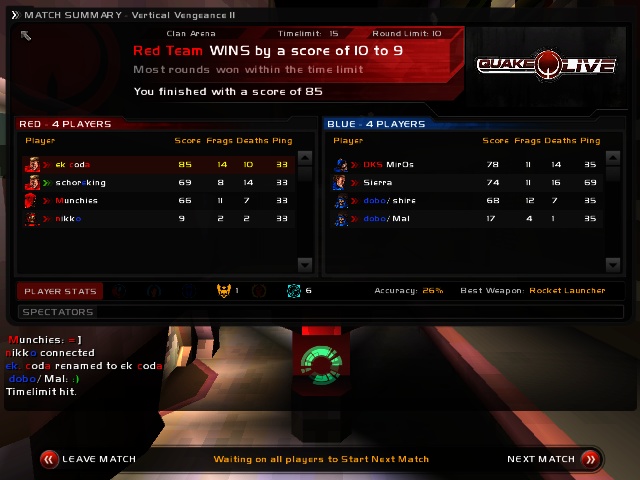 MATCH SUMMARY - Vertical Vengeance II
Clan Arena Timelimit: 15 Round Limit: 10
Red Team WINS by a score of 10 to 9
Most rounds won within the time limit
You finished with a score of 85
QUAKE LIVE
RED - 4 PLAYERS
Player Score Frags Deaths Ping
ek coda 85 14 10 33
schoreking 69 8 14 33
Munchies 66 11 7 33
nikko 9 2 2 33
BLUE - 4 PLAYERS
Player Score Frags Deaths Ping
DKS MirOs 78 11 14 35
Sierra 74 11 16 69
dobo/ shire 68 12 7 35
dobo/ Mal 17 4 1 35
PLAYER STATS 1 6 Accuracy: 26% Best Weapon: Rocket Launcher
SPECTATORS
Munchies: =]
nikko connected
ek. coda renamed to ek coda
dobo/ Mal: :)
Timelimit hit.
LEAVE MATCH Waiting on all players to Start Next Match NEXT MATCH